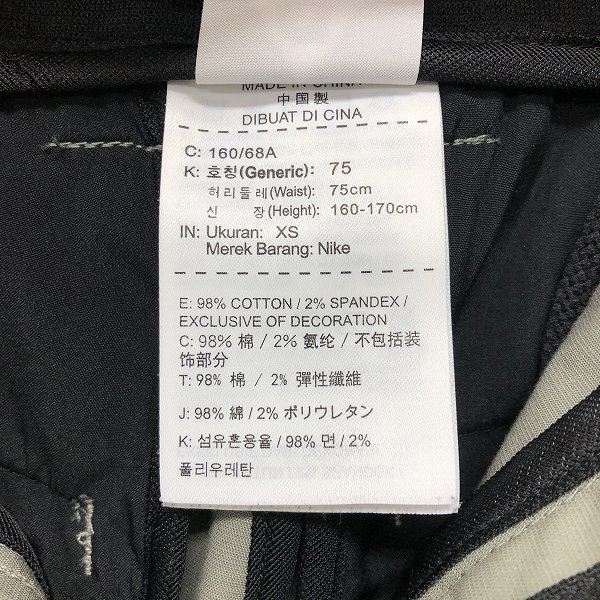 MADE IN CHINA
中国製
DIBUAT DI CINA
C: 160/68A
K: 호칭(Generic): 75
허리둘레(Waist): 75cm
신 장(Height): 160-170cm
IN: Ukuran: XS
Merek Barang: Nike
E: 98% COTTON / 2% SPANDEX /
EXCLUSIVE OF DECORATION
C: 98% 棉 / 2% 氨纶 / 不包括装
饰部分
T: 98% 棉 / 2% 彈性纖維
J: 98% 綿 / 2% ポリウレタン
K: 섬유혼용율 / 98% 면 / 2%
폴리우레탄